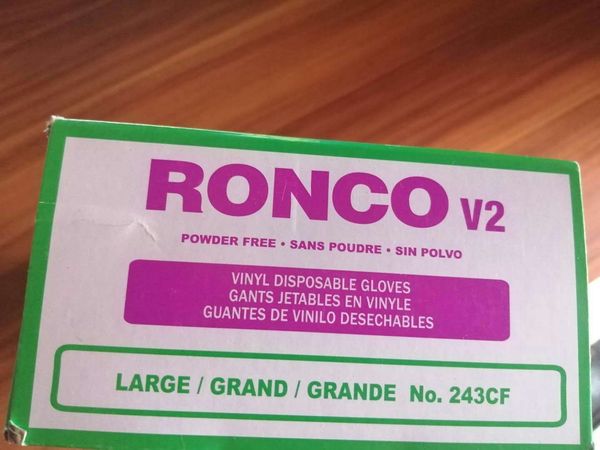 RONCO V2
POWDER FREE • SANS POUDRE • SIN POLVO
VINYL DISPOSABLE GLOVES
GANTS JETABLES EN VINYLE
GUANTES DE VINILO DESECHABLES
LARGE / GRAND / GRANDE No. 243CF